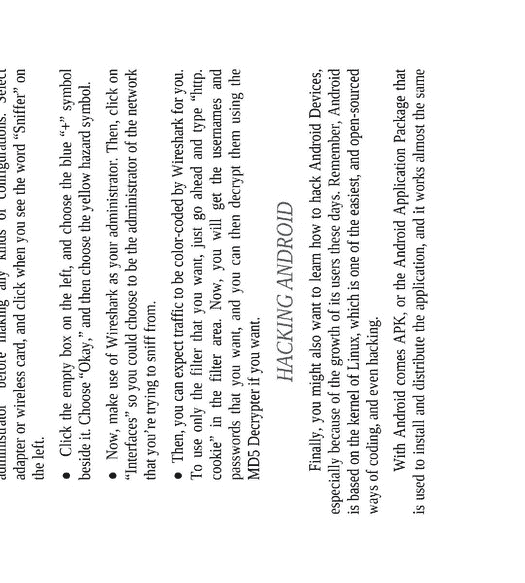 administrator before making any kinds of configurations. Select
adapter or wireless card, and click when you see the word “Sniffer” on
the left.
● Click the empty box on the left, and choose the blue “+” symbol
beside it. Choose “Okay,” and then choose the yellow hazard symbol.
● Now, make use of Wireshark as your administrator. Then, click on
“Interfaces” so you could choose to be the administrator of the network
that you’re trying to sniff from.
● Then, you can expect traffic to be color-coded by Wireshark for you.
To use only the filter that you want, just go ahead and type “http.
cookie” in the filter area. Now, you will get the usernames and
passwords that you want, and you can then decrypt them using the
MD5 Decrypter if you want.
HACKING ANDROID
Finally, you might also want to learn how to hack Android Devices,
especially because of the growth of its users these days. Remember, Android
is based on the kernel of Linux, which is one of the easiest, and open-sourced
ways of coding, and even hacking.
With Android comes APK, or the Android Application Package that
is used to install and distribute the application, and it works almost the same